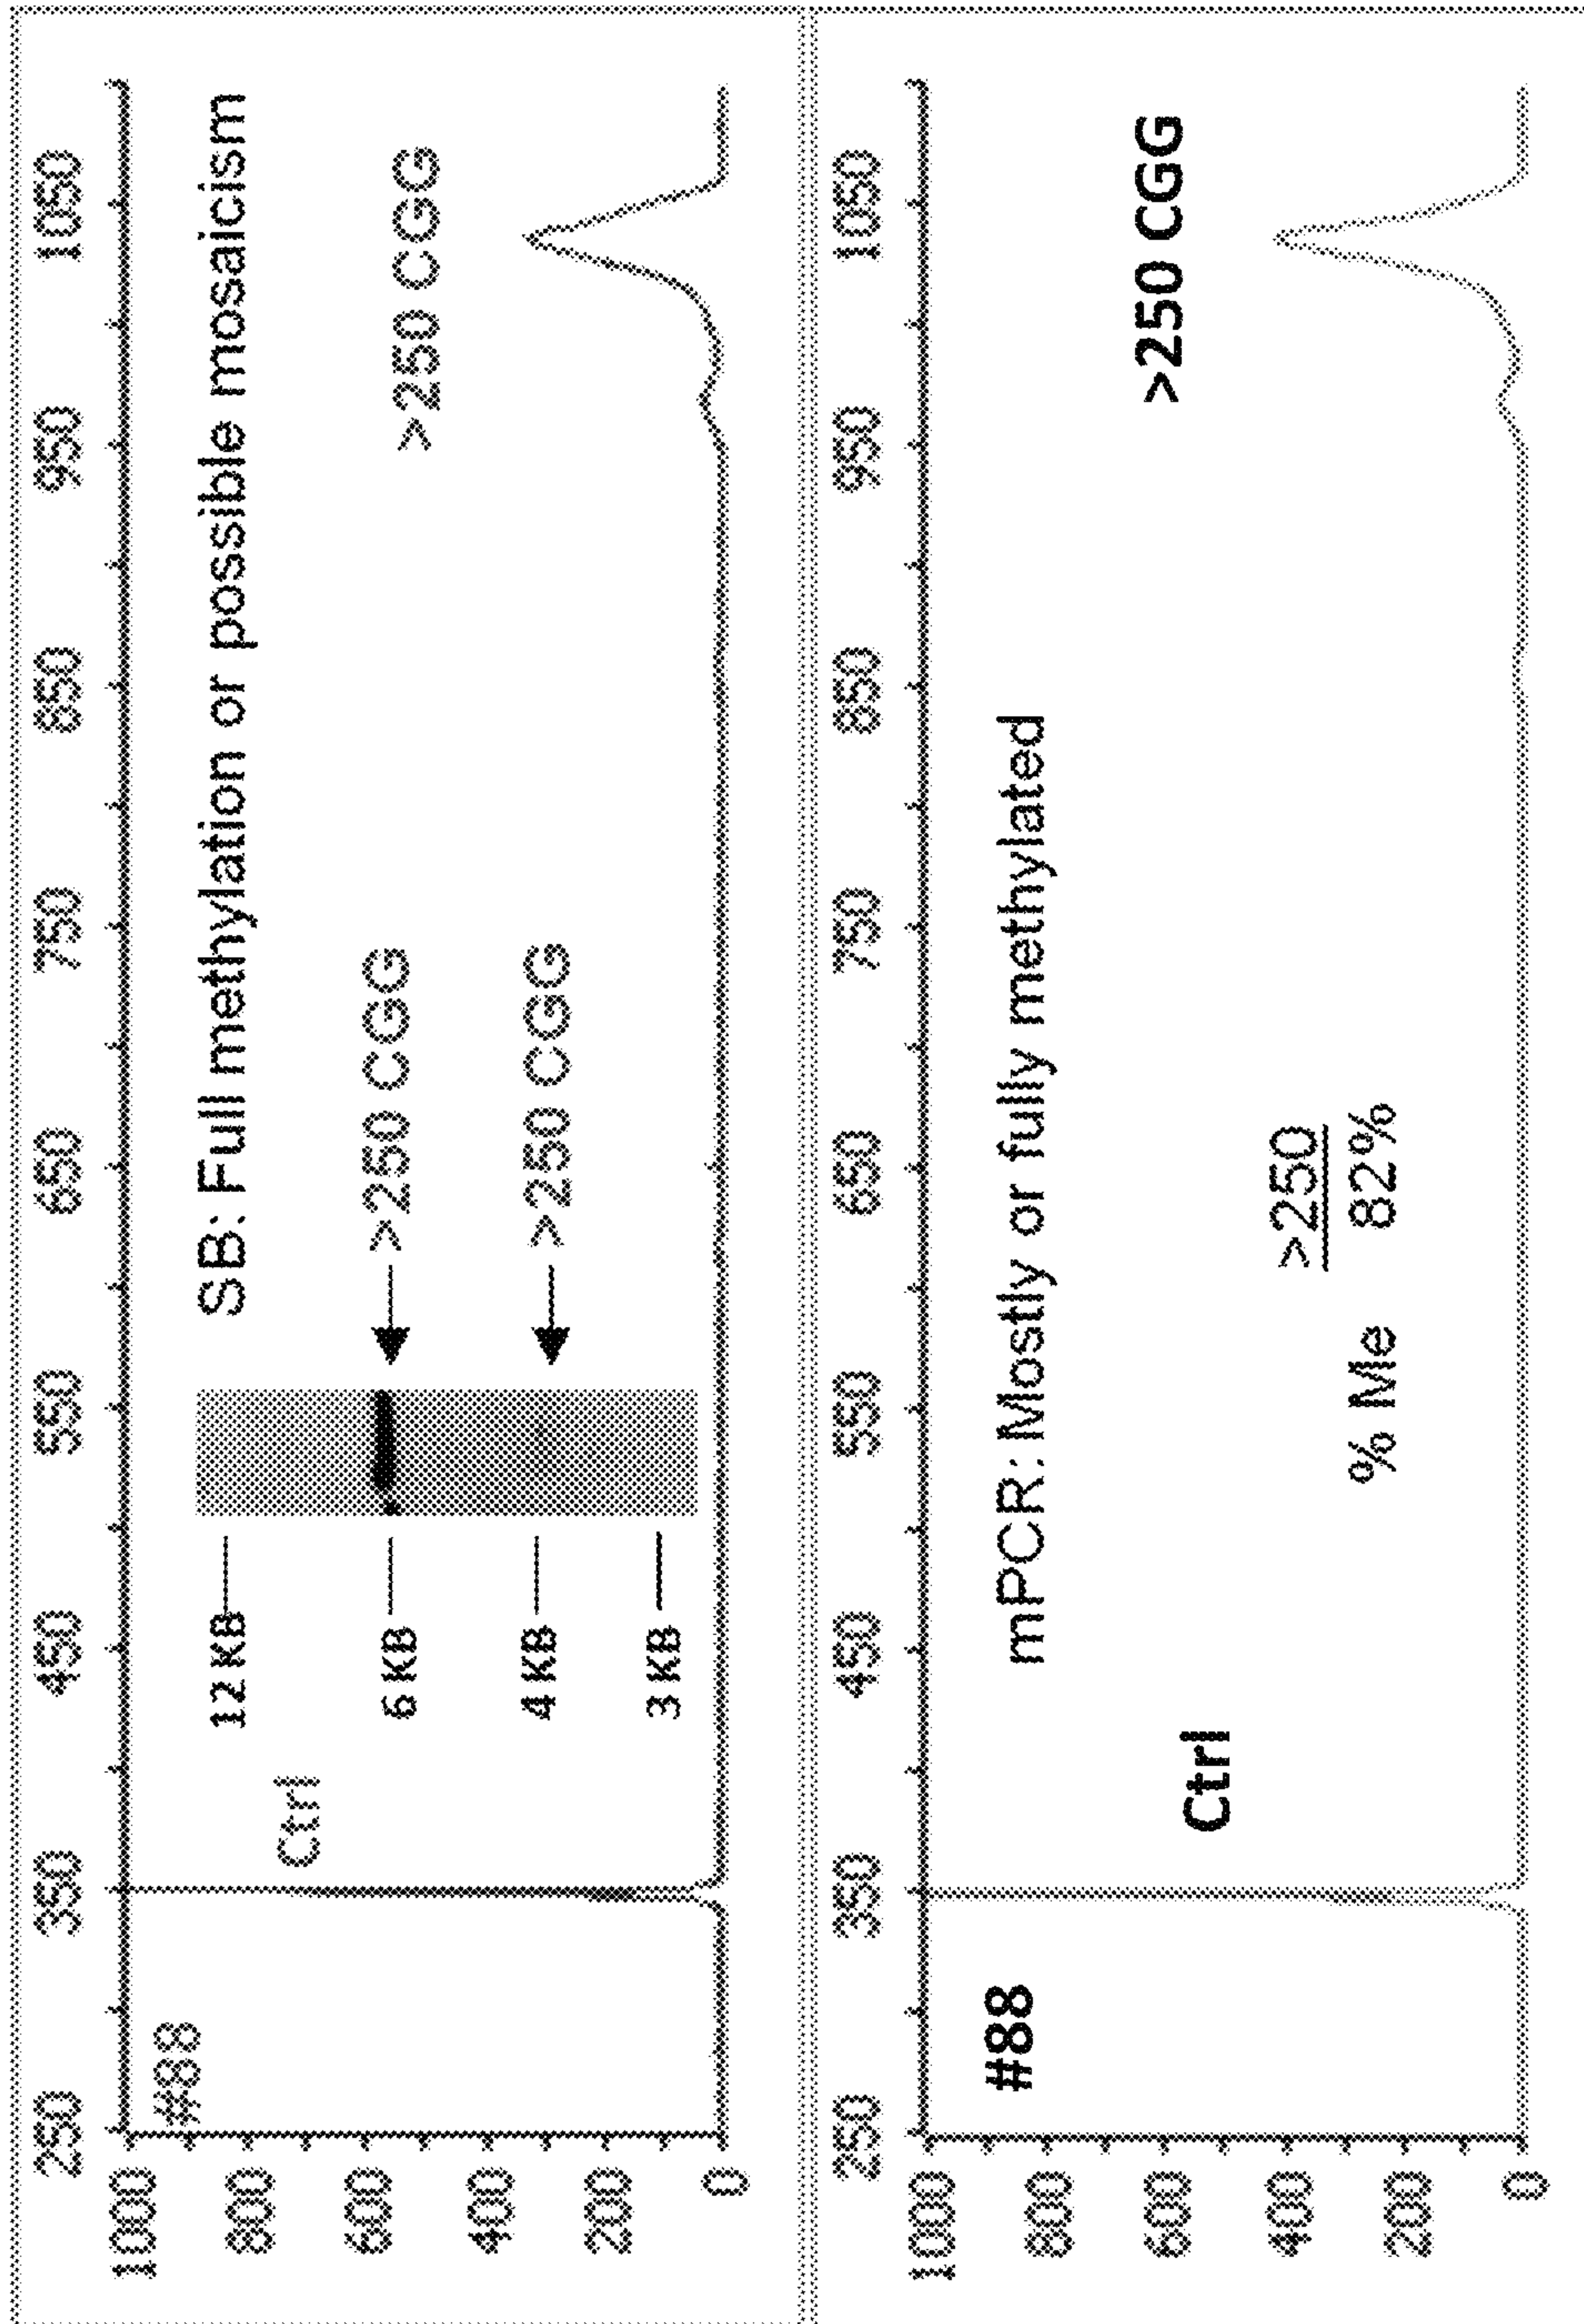 250 350 450 550 650 750 850 950 1050
1000
800
600
400
200
0
#88
SB: Full methylation or possible mosaicism
Ctrl
12 KB
6 KB
4 KB
3 KB
>250 CGG
>250 CGG
>250 CGG
250 350 450 550 650 750 850 950 1050
1000
800
600
400
200
0
#88
mPCR: Mostly or fully methylated
Ctrl
>250 CGG
>250
% Me 82%